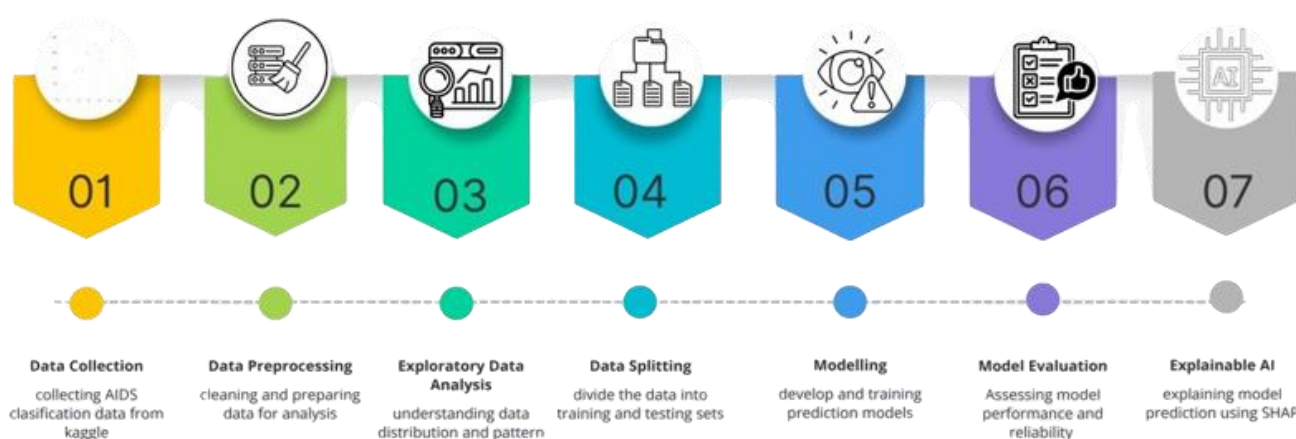 01
02
03
04
05
06
07
Data Collection
collecting AIDS
clasification data from
kaggle
Data Preprocessing
cleaning and preparing
data for analysis
Exploratory Data
Analysis
understanding data
distribution and pattern
Data Splitting
divide the data into
training and testing sets
Modelling
develop and training
prediction models
Model Evaluation
Assessing model
performance and
reliability
Explainable AI
explaining model
prediction using SHAP
AI